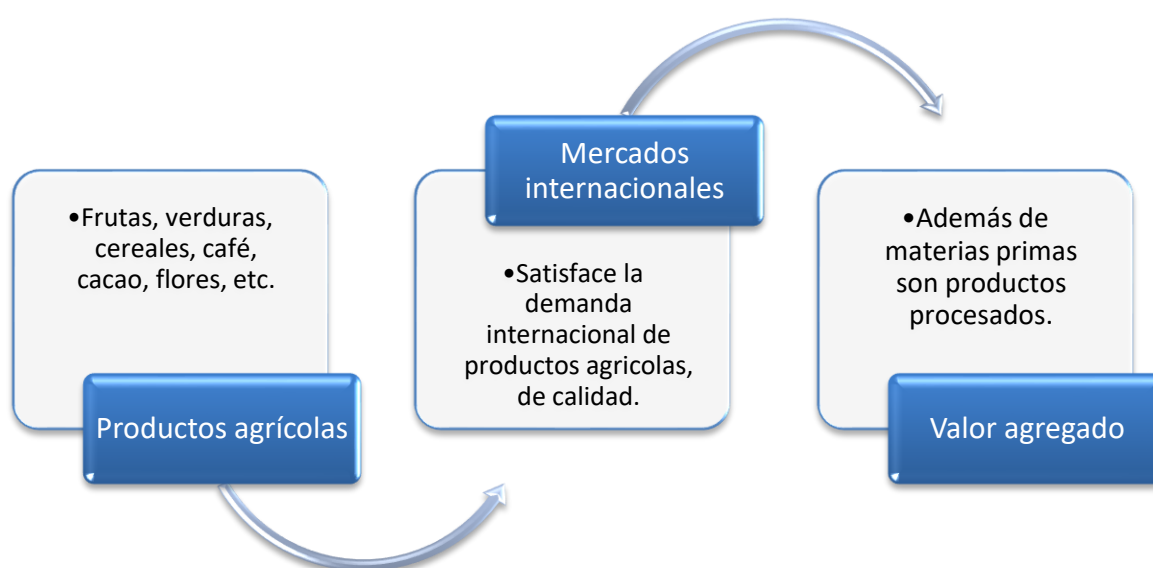 •Frutas, verduras,
cereales, café,
cacao, flores, etc.
Productos agrícolas
Mercados
internacionales
•Satisface la
demanda
internacional de
productos agricolas,
de calidad.
•Además de
materias primas
son productos
procesados.
Valor agregado